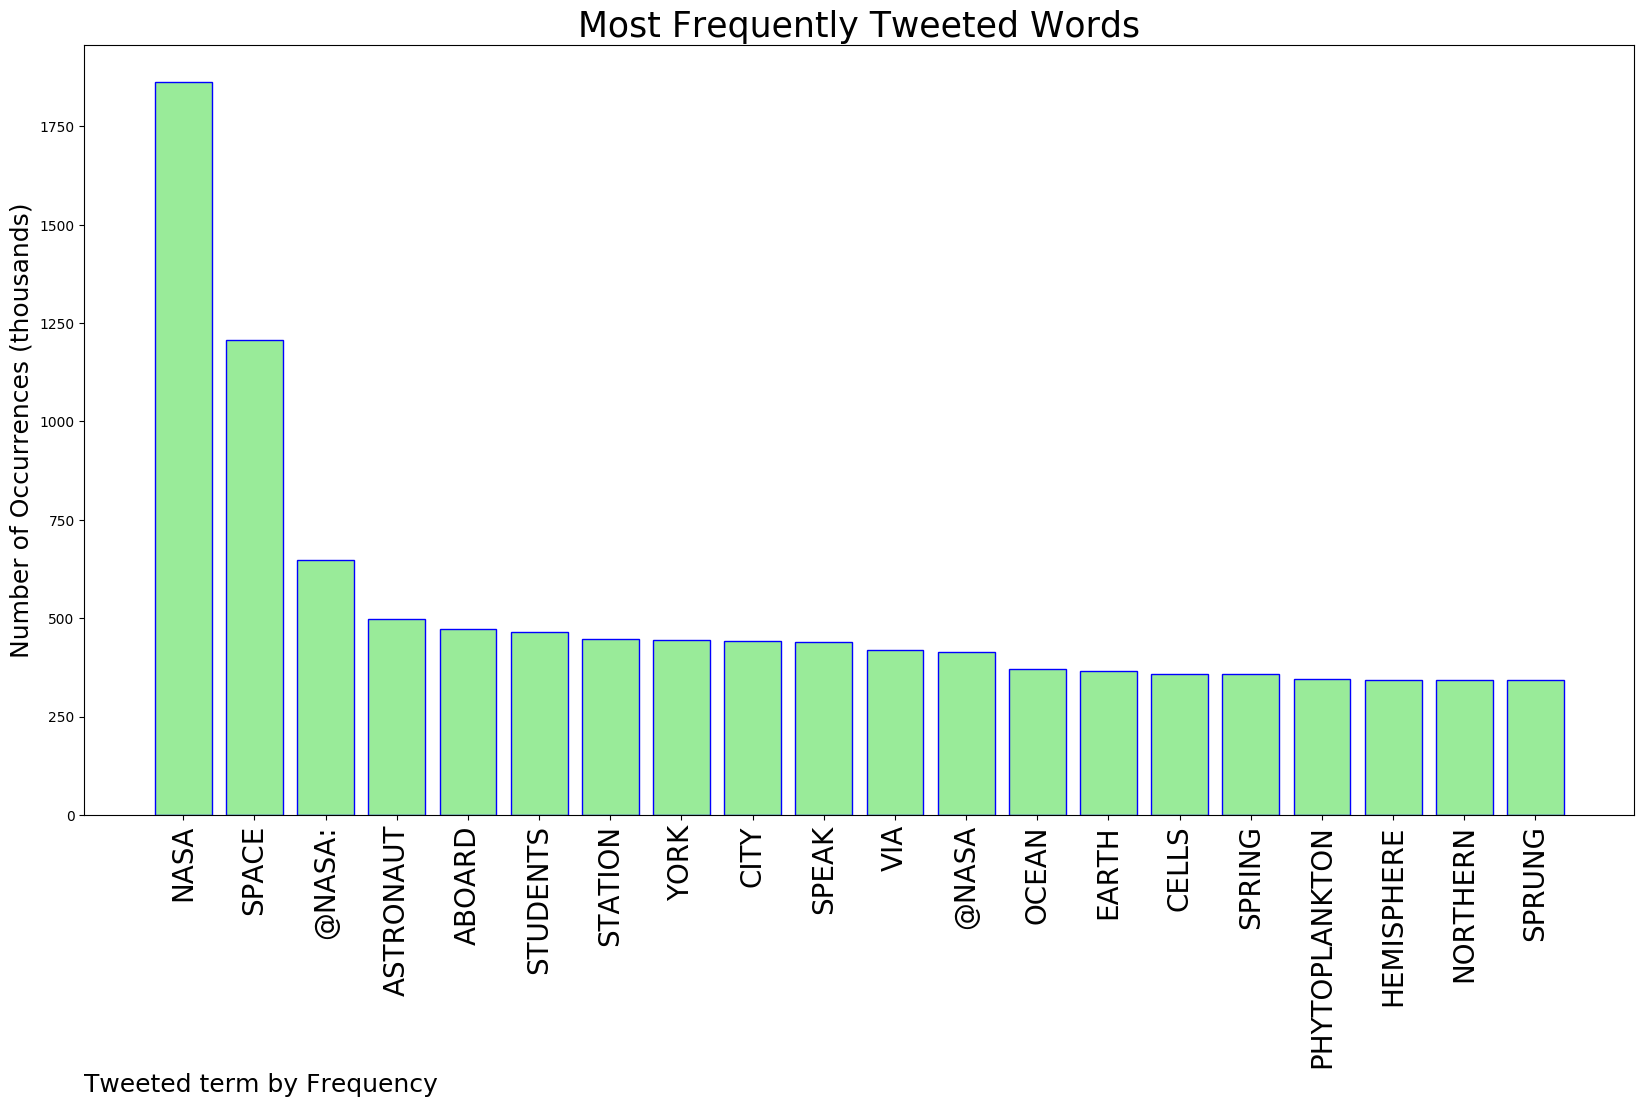 Most Frequently Tweeted Words
Number of Occurrences (thousands)
1750
1500
1250
1000
750
500
250
0
NASA
SPACE
@NASA:
ASTRONAUT
ABOARD
STUDENTS
STATION
YORK
CITY
SPEAK
VIA
@NASA
OCEAN
EARTH
CELLS
SPRING
PHYTOPLANKTON
HEMISPHERE
NORTHERN
SPRUNG
Tweeted term by Frequency